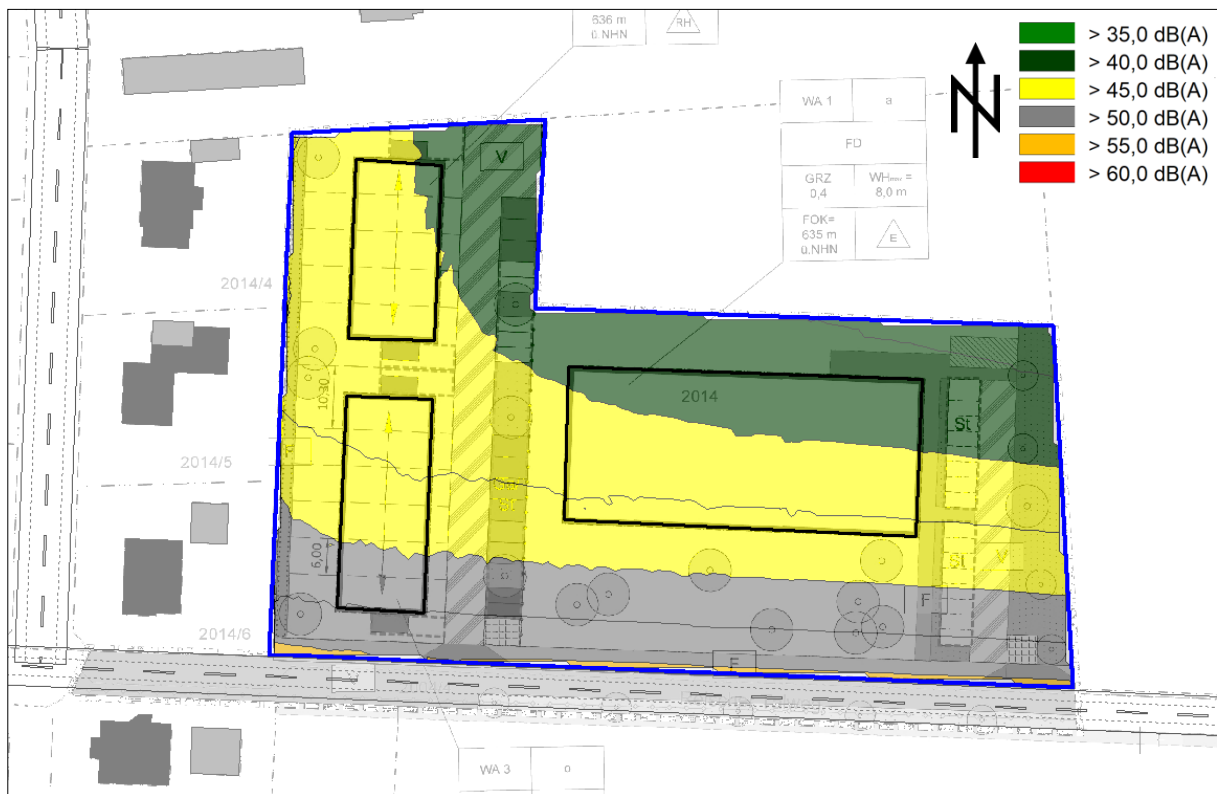 636 m
ü.NHN
RH
> 35,0 dB(A)
> 40,0 dB(A)
> 45,0 dB(A)
> 50,0 dB(A)
> 55,0 dB(A)
> 60,0 dB(A)
N
WA 1
a
FD
GRZ
0,4
WHmax =
8,0 m
FOK=
635 m
ü.NHN
E
V
2014/4
10,30
2014
St
2014/5
St
St
V
6,00
F
2014/6
F
WA 3
o